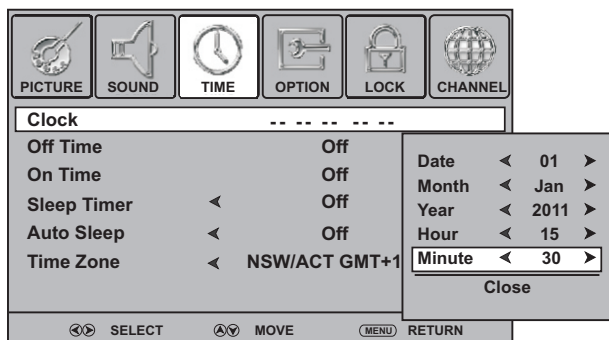 PICTURE SOUND TIME OPTION LOCK CHANNEL
Clock -- -- -- -- --
Off Time Off
On Time Off
Sleep Timer Off
Auto Sleep Off
Time Zone NSW/ACT GMT+1
Date 01
Month Jan
Year 2011
Hour 15
Minute 30
Close
SELECT MOVE MENU RETURN